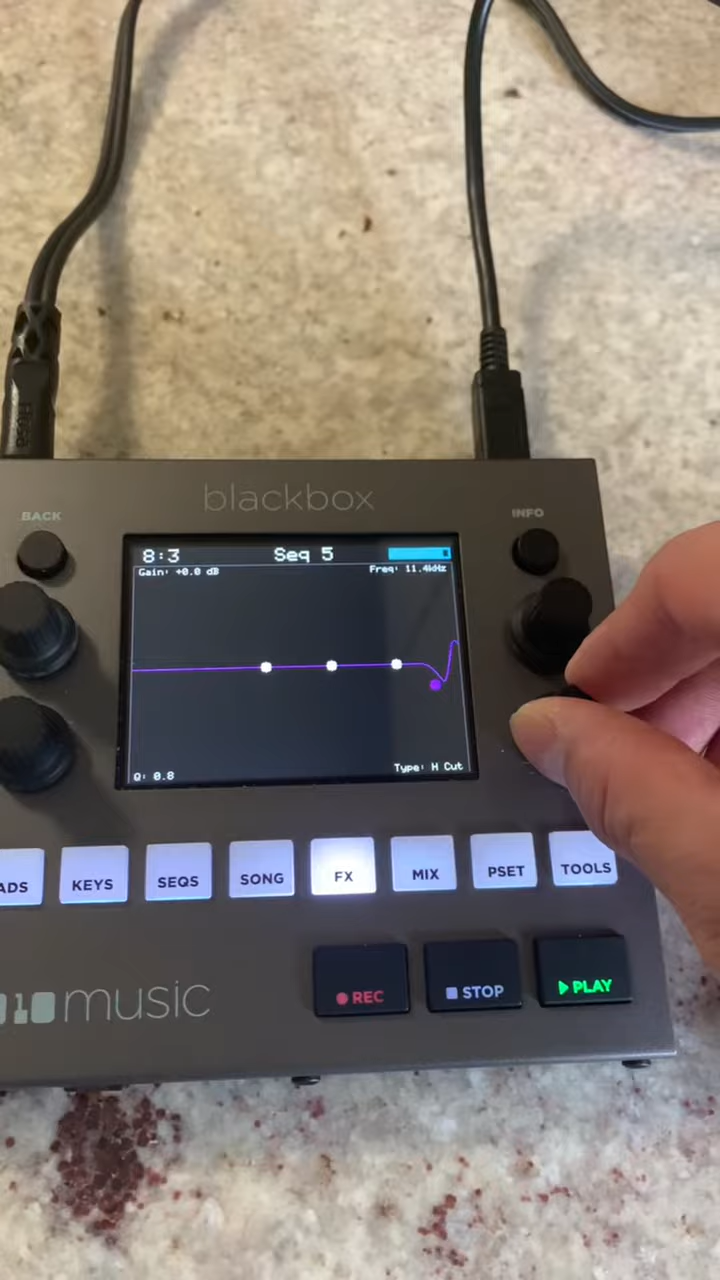 blackbox
BACK
INFO
8:3 Seq 5
Gain: +0.0 dB Freq: 11.4kHz
Q: 0.8 Type: H Cut
ADS KEYS SEQS SONG FX MIX PSET TOOLS
REC STOP PLAY
music